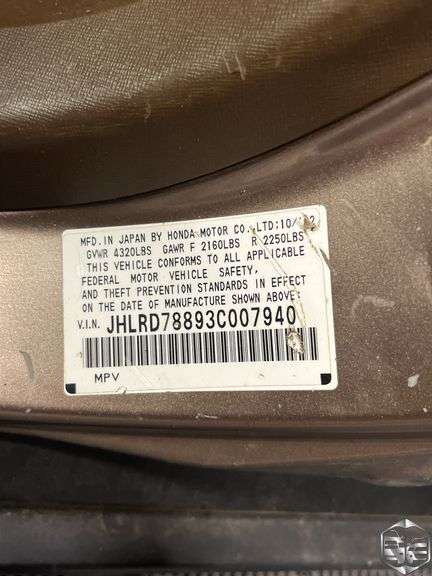 MFD. IN JAPAN BY HONDA MOTOR CO., LTD:10/02
GVWR 4320LBS GAWR F 2160LBS R 2250LBS
THIS VEHICLE CONFORMS TO ALL APPLICABLE
FEDERAL MOTOR VEHICLE SAFETY,
AND THEFT PREVENTION STANDARDS IN EFFECT
ON THE DATE OF MANUFACTURE SHOWN ABOVE:
V.I.N. JHLRD78893C007940
MPV